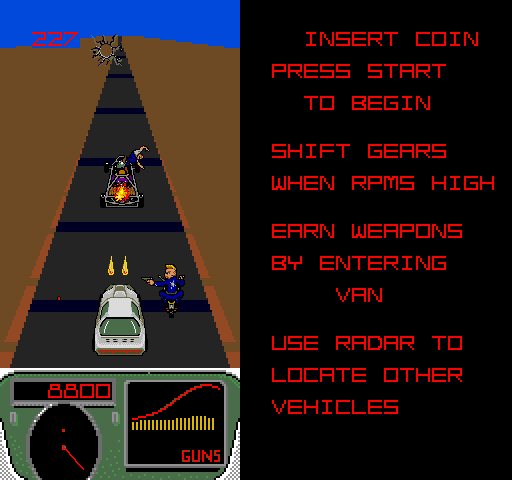 227
INSERT COIN
PRESS START
TO BEGIN
SHIFT GEARS
WHEN RPMS HIGH
EARN WEAPONS
BY ENTERING
VAN
USE RADAR TO
LOCATE OTHER
VEHICLES
8800
GUNS